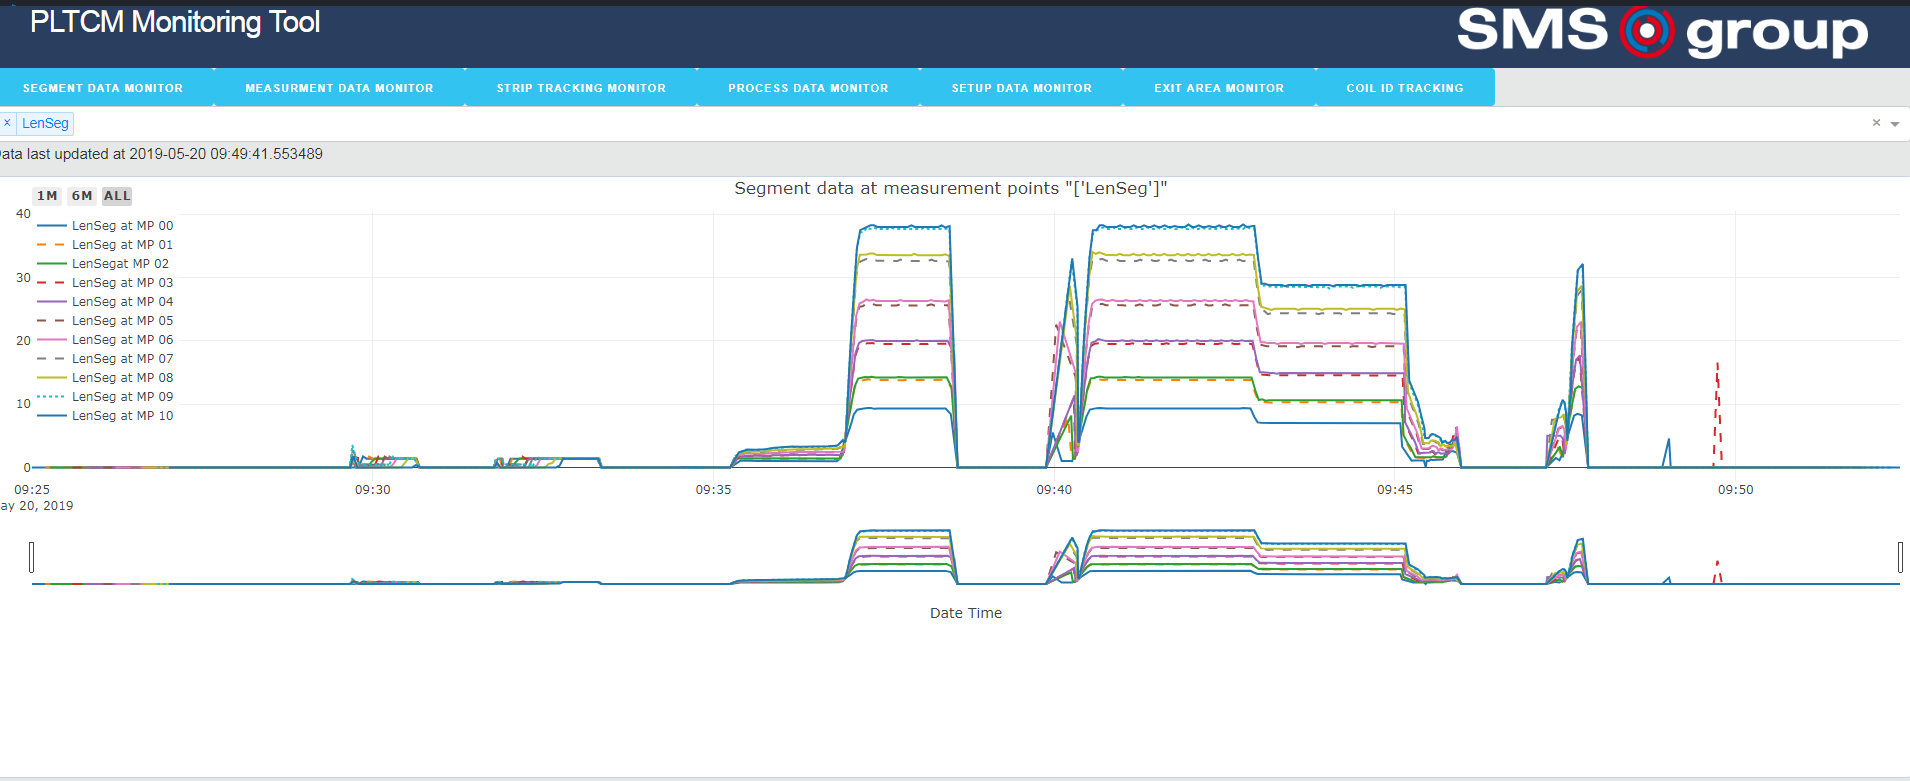 PLTCM Monitoring Tool
SMS group
SEGMENT DATA MONITOR MEASURMENT DATA MONITOR STRIP TRACKING MONITOR PROCESS DATA MONITOR SETUP DATA MONITOR EXIT AREA MONITOR COIL ID TRACKING
× LenSeg ×
ata last updated at 2019-05-20 09:49:41.553489
Segment data at measurement points "['LenSeg']"
1M 6M ALL
40
30
20
10
0
LenSeg at MP 00
LenSeg at MP 01
LenSegat MP 02
LenSeg at MP 03
LenSeg at MP 04
LenSeg at MP 05
LenSeg at MP 06
LenSeg at MP 07
LenSeg at MP 08
LenSeg at MP 09
LenSeg at MP 10
09:25 09:30 09:35 09:40 09:45 09:50
ay 20, 2019
Date Time